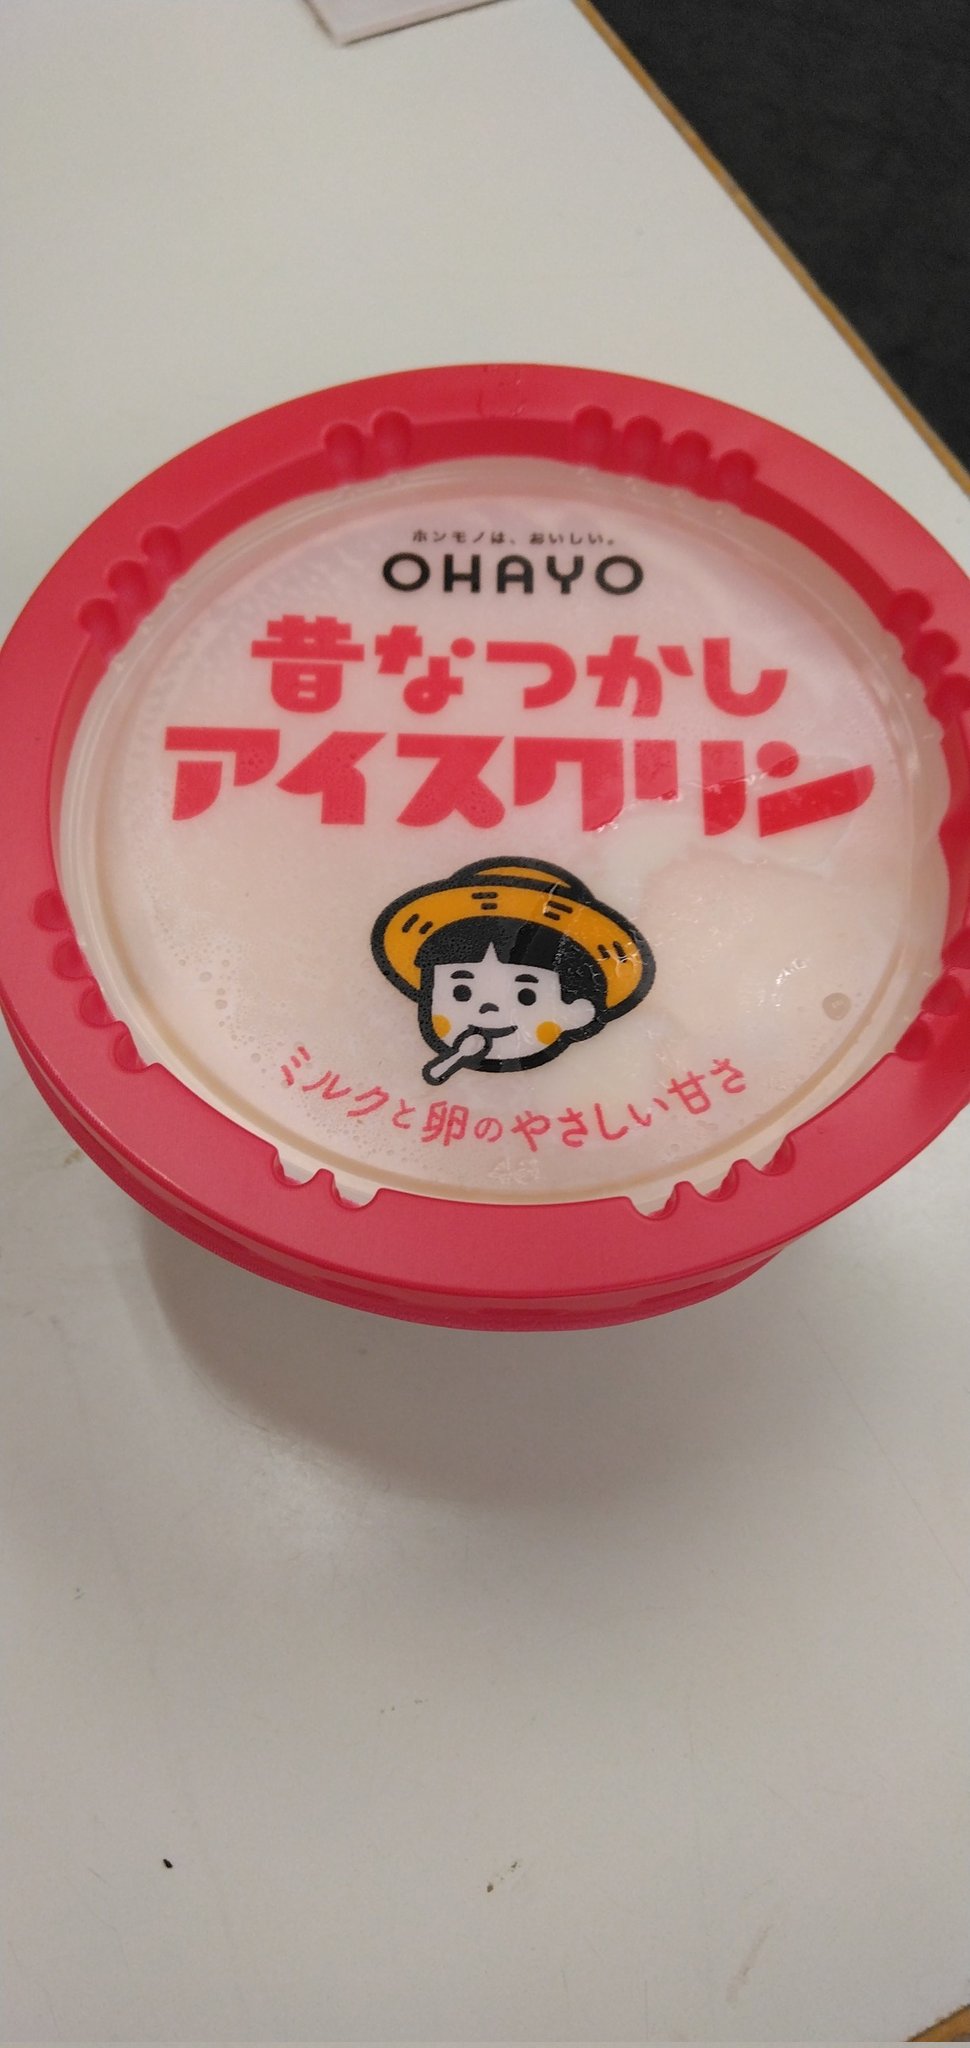 ホンモノは、おいしい。
OHAYO
昔なつかし
アイスクリン
ミルクと卵のやさしい甘さ